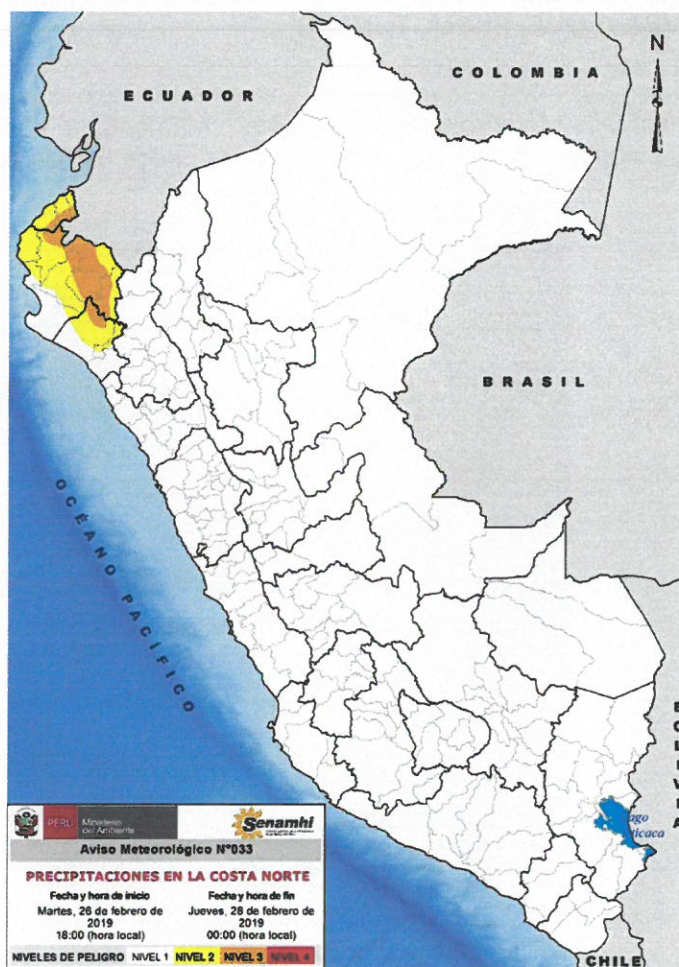 N
COLOMBIA
ECUADOR
BRASIL
OCÉANO PACÍFICO
BOLIVIA
ago
ticaca
PERÚ Ministerio del Ambiente
Senamhi
Aviso Meteorológico N°033
PRECIPITACIONES EN LA COSTA NORTE
Fecha y hora de inicio
Martes, 26 de febrero de
2019
18:00 (hora local)
Fecha y hora de fin
Jueves, 28 de febrero de
2019
00:00 (hora local)
NIVELES DE PELIGRO NIVEL 1 NIVEL 2 NIVEL 3 NIVEL 4
CHILE